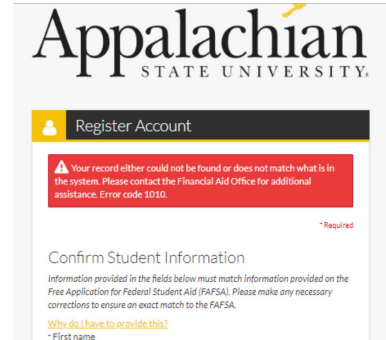 Appalachian
STATE UNIVERSITY.
Register Account
Your record either could not be found or does not match what is in
the system. Please contact the Financial Aid Office for additional
assistance. Error code 1010.
* Required
Confirm Student Information
Information provided in the fields below must match information provided on the
Free Application for Federal Student Aid (FAFSA). Please make any necessary
corrections to ensure an exact match to the FAFSA.
Why do I have to provide this?
* First name